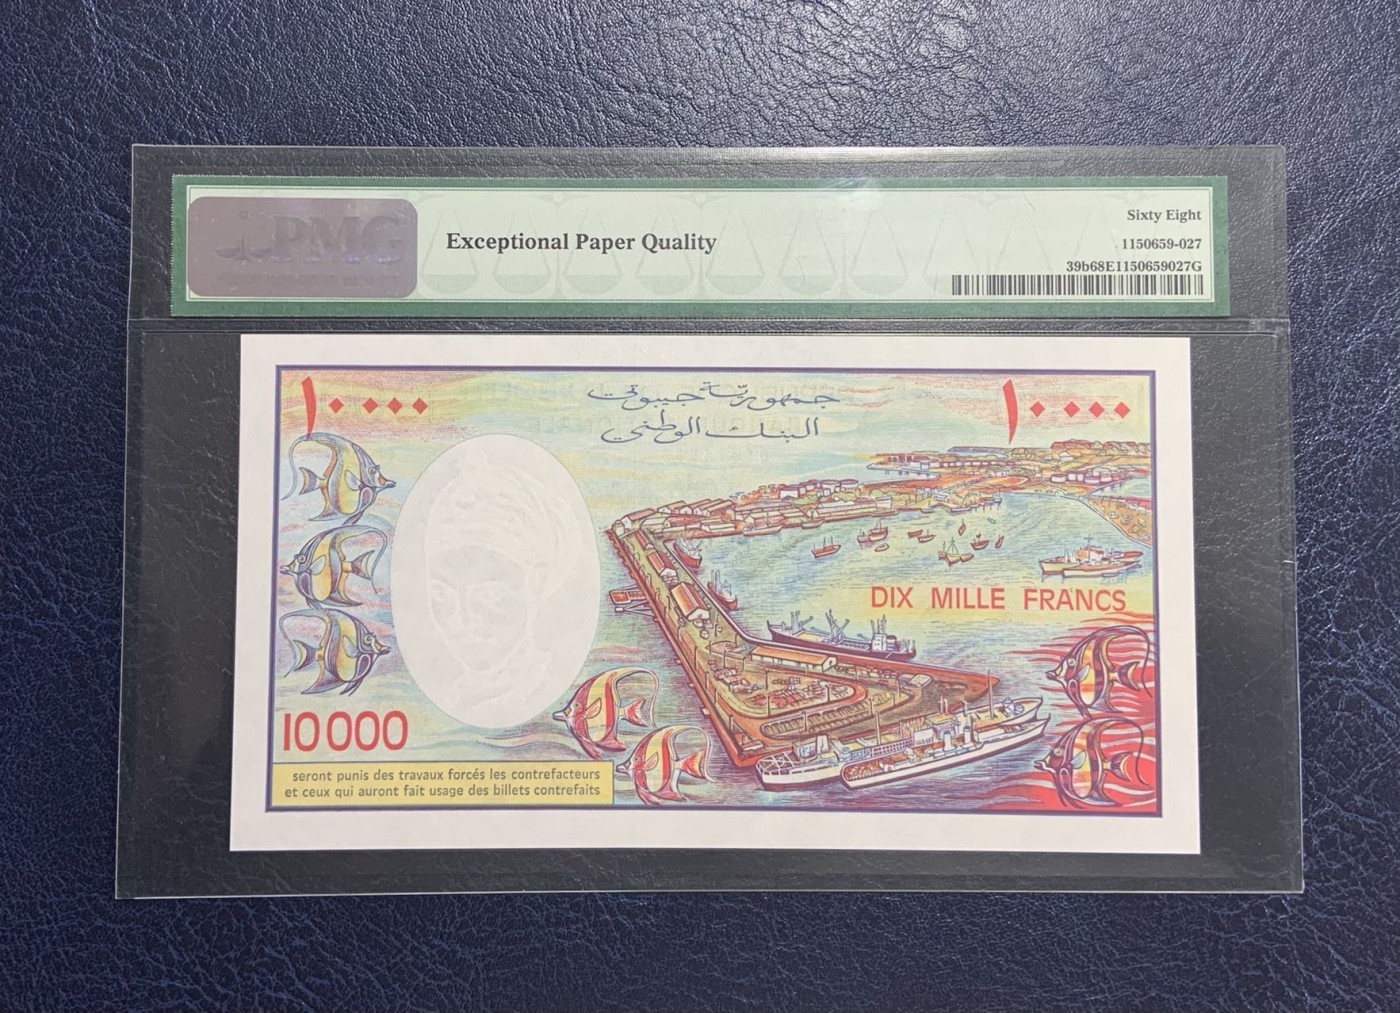 PMG
Exceptional Paper Quality
Sixty Eight
1150659-027
39b68E1150659027G
١٠٠٠٠
جمهوريّة جيبوتي
البنك الوطني
١٠٠٠٠
DIX MILLE FRANCS
10 000
seront punis des travaux forcés les contrefacteurs
et ceux qui auront fait usage des billets contrefaits